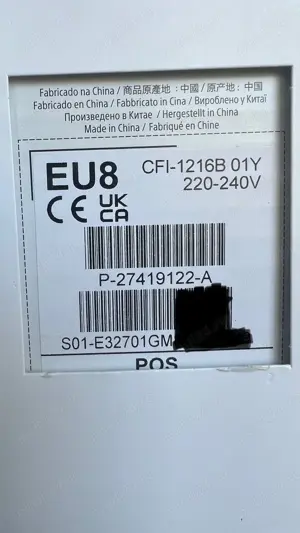 Fabricado na China / 商品原產地：中國 / 原产地：中国
Fabricado en China / Fabbricato in Cina / Вироблено у Китаї
Произведено в Китае / Hergestellt in China
Made in China / Fabriqué en Chine
EU8
CFI-1216B 01Y
220-240V
CE UK
CA
P-27419122-A
S01-E32701GM
POS